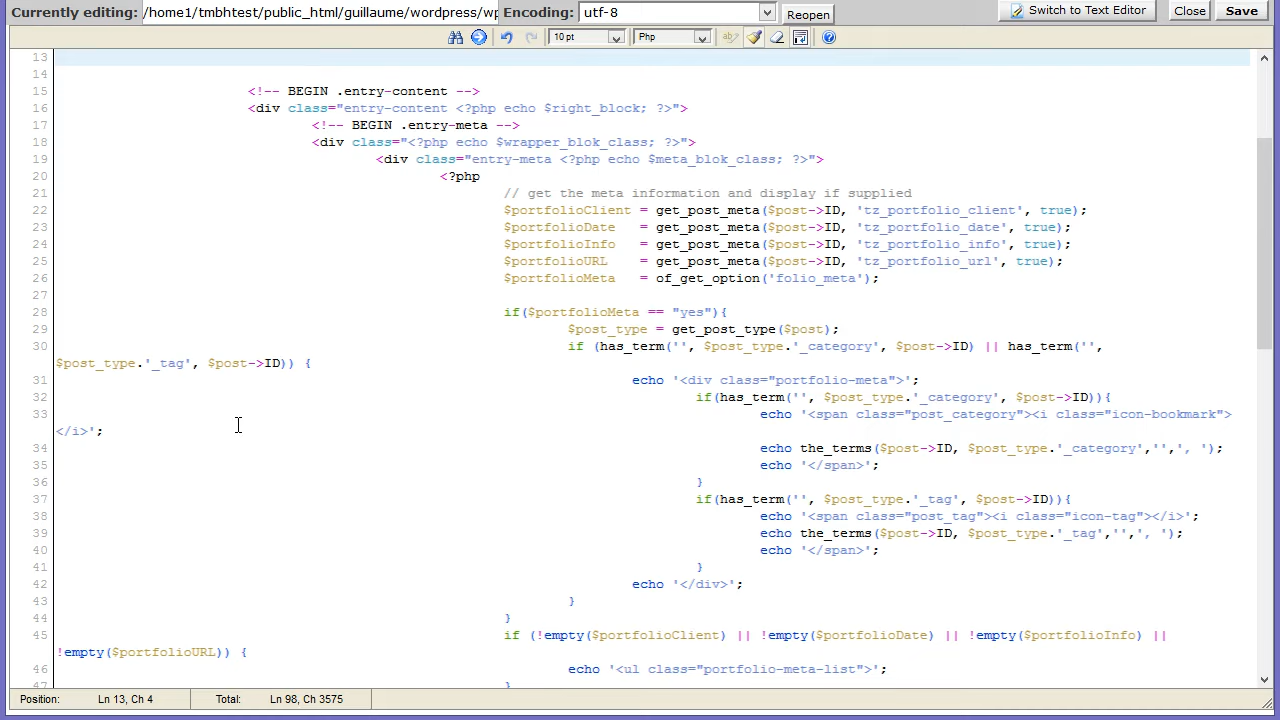 Currently editing: /home1/tmbhtest/public_html/guillaume/wordpress/wp Encoding: utf-8 Reopen Switch to Text Editor Close Save
10 pt Php
13
14
15 <!-- BEGIN .entry-content -->
16 <div class="entry-content <?php echo $right_block; ?>">
17 <!-- BEGIN .entry-meta -->
18 <div class="<?php echo $wrapper_blok_class; ?>">
19 <div class="entry-meta <?php echo $meta_blok_class; ?>">
20 <?php
21 // get the meta information and display if supplied
22 $portfolioClient = get_post_meta($post->ID, 'tz_portfolio_client', true);
23 $portfolioDate = get_post_meta($post->ID, 'tz_portfolio_date', true);
24 $portfolioInfo = get_post_meta($post->ID, 'tz_portfolio_info', true);
25 $portfolioURL = get_post_meta($post->ID, 'tz_portfolio_url', true);
26 $portfolioMeta = of_get_option('folio_meta');
27
28 if($portfolioMeta == "yes"){
29 $post_type = get_post_type($post);
30 if (has_term('', $post_type.'_category', $post->ID) || has_term('',
$post_type.'_tag', $post->ID)) {
31 echo '<div class="portfolio-meta">';
32 if(has_term('', $post_type.'_category', $post->ID)){
33 echo '<span class="post_category"><i class="icon-bookmark">
</i>';
34 echo the_terms($post->ID, $post_type.'_category','',', ');
35 echo '</span>';
36 }
37 if(has_term('', $post_type.'_tag', $post->ID)){
38 echo '<span class="post_tag"><i class="icon-tag"></i>';
39 echo the_terms($post->ID, $post_type.'_tag','',', ');
40 echo '</span>';
41 }
42 echo '</div>';
43 }
44 }
45 if (!empty($portfolioClient) || !empty($portfolioDate) || !empty($portfolioInfo) ||
!empty($portfolioURL)) {
46 echo '<ul class="portfolio-meta-list">';
47 }
Position: Ln 13, Ch 4 Total: Ln 98, Ch 3575